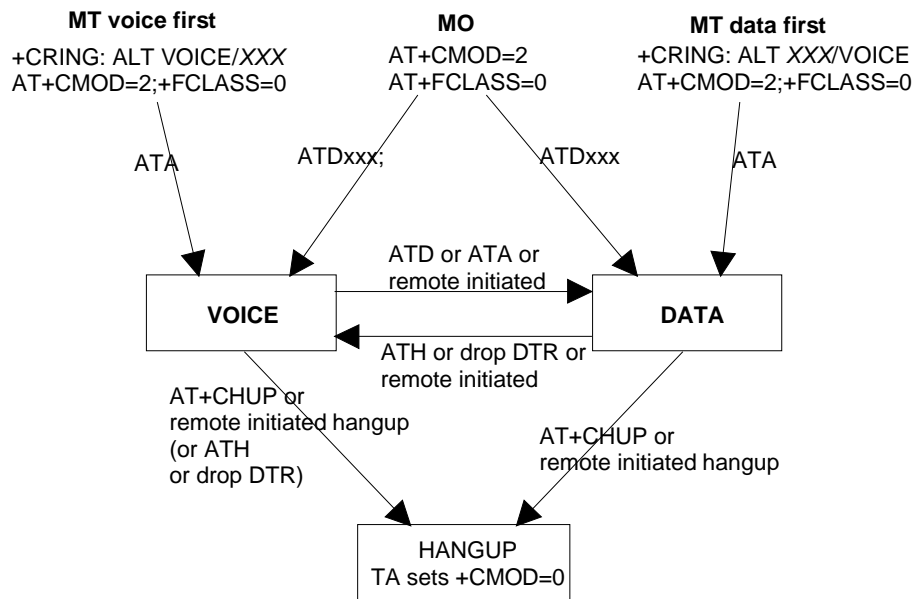 MT voice first
+CRING: ALT VOICE/XXX
AT+CMOD=2;+FCLASS=0
MO
AT+CMOD=2
AT+FCLASS=0
MT data first
+CRING: ALT XXX/VOICE
AT+CMOD=2;+FCLASS=0
ATA
ATDxxx;
ATDxxx
ATA
ATD or ATA or
remote initiated
VOICE
DATA
ATH or drop DTR or
remote initiated
AT+CHUP or
remote initiated hangup
(or ATH
or drop DTR)
AT+CHUP or
remote initiated hangup
HANGUP
TA sets +CMOD=0